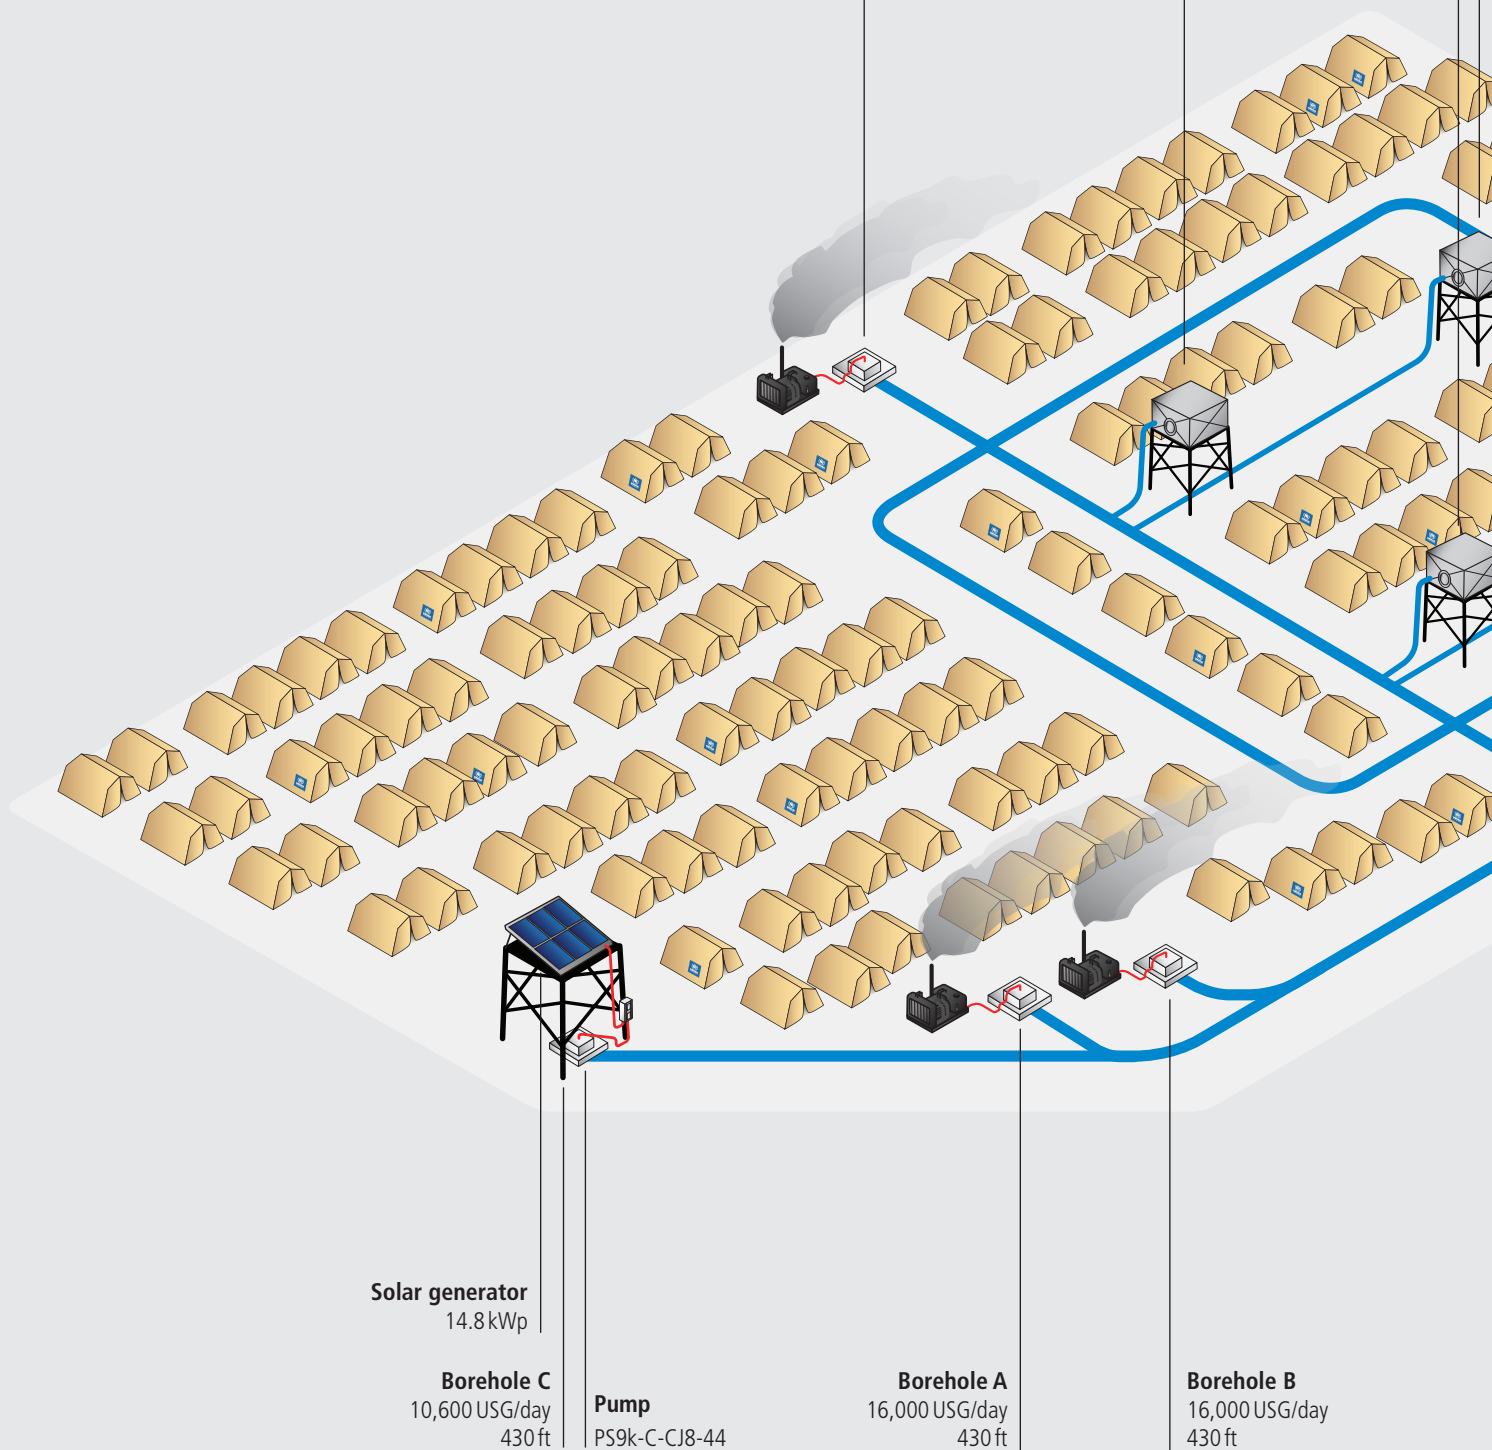 Solar generator
14.8 kWp
Borehole C
10,600 USG/day
430 ft
Pump
PS9k-C-CJ8-44
Borehole A
16,000 USG/day
430 ft
Borehole B
16,000 USG/day
430 ft